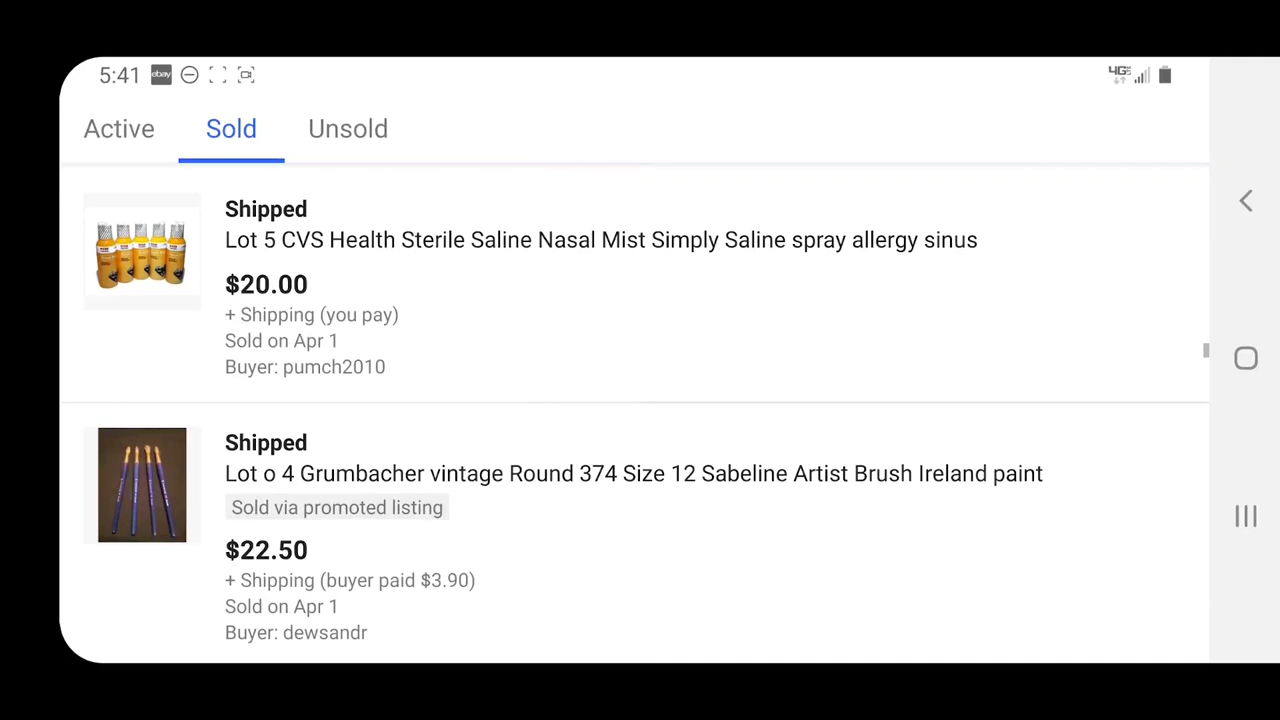 5:41 ebay 4G
Active Sold Unsold
Shipped
Lot 5 CVS Health Sterile Saline Nasal Mist Simply Saline spray allergy sinus
$20.00
+ Shipping (you pay)
Sold on Apr 1
Buyer: pumch2010
Shipped
Lot o 4 Grumbacher vintage Round 374 Size 12 Sabeline Artist Brush Ireland paint
Sold via promoted listing
$22.50
+ Shipping (buyer paid $3.90)
Sold on Apr 1
Buyer: dewsandr